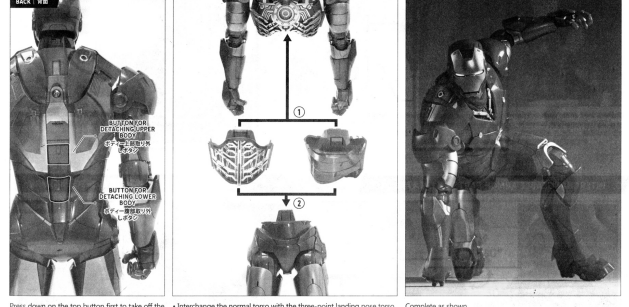 BACK | 背面
BUTTON FOR
DETACHING UPPER
BODY
ボディー上部取り外
しボタン
BUTTON FOR
DETACHING LOWER
BODY
ボディー腹部取り外
しボタン
①
②
Press down on the top button first to take off the
• Interchange the normal torso with the three-point landing pose torso
Complete as shown